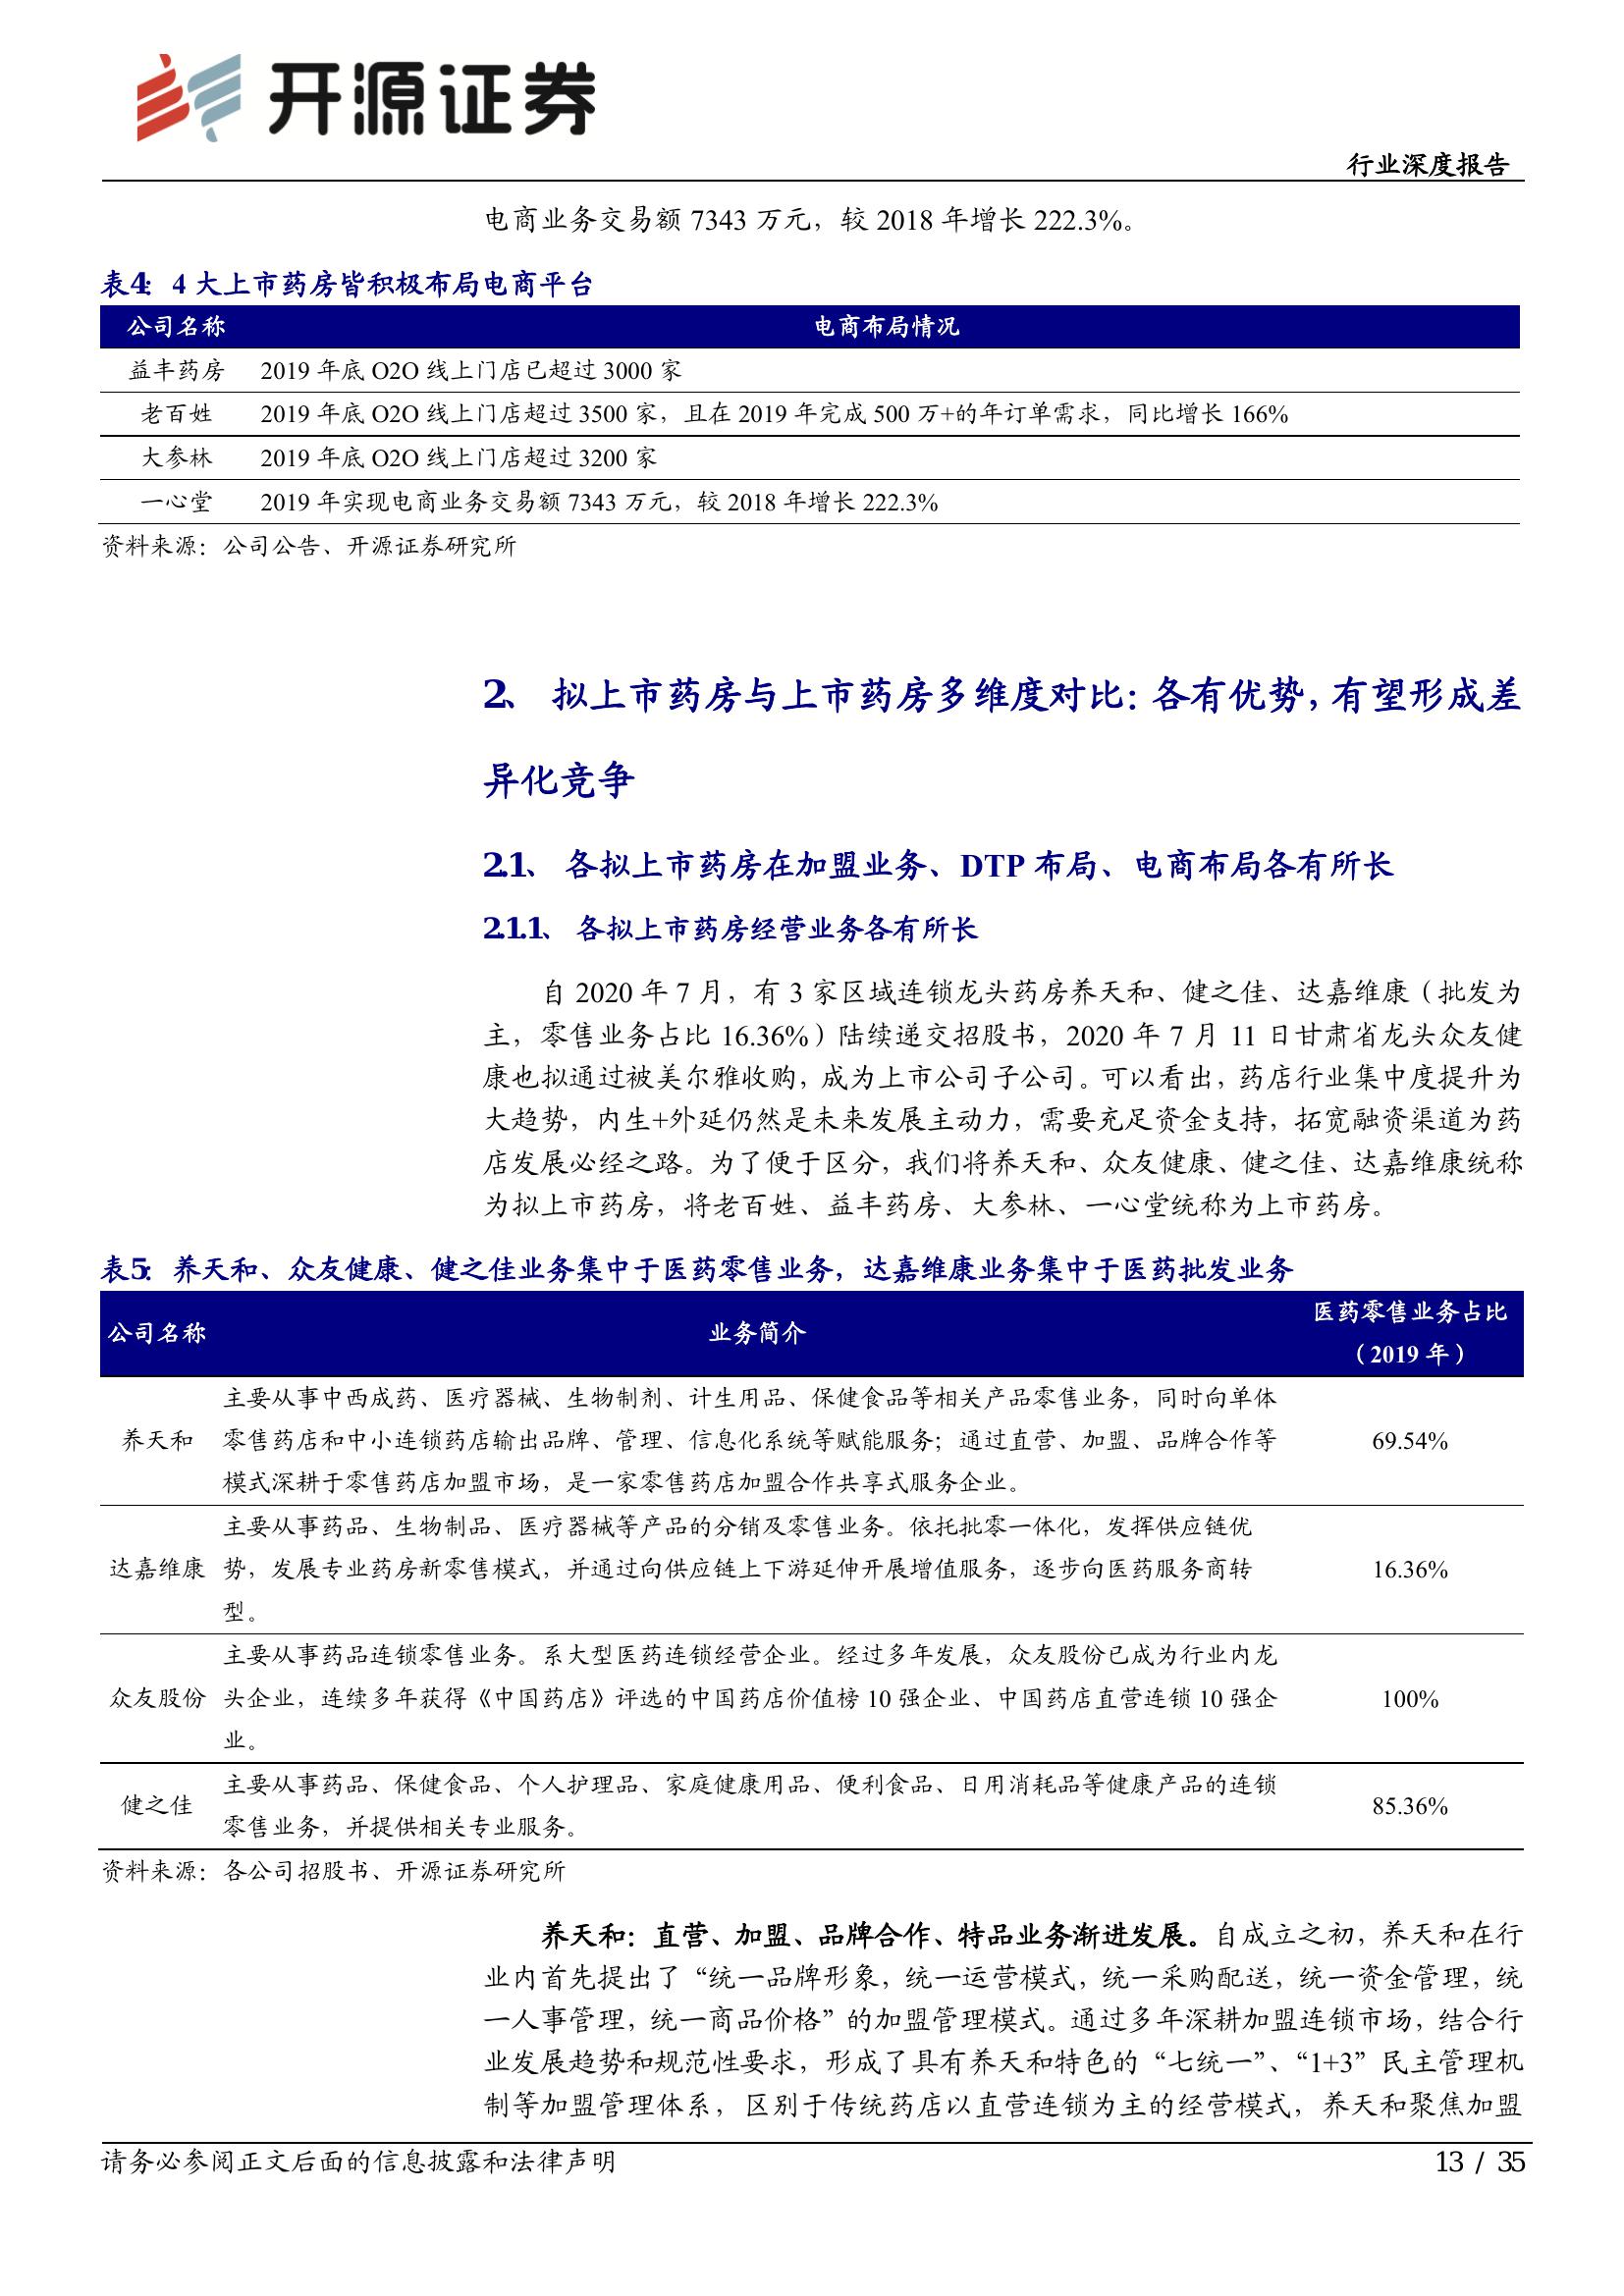 开源证券
行业深度报告
电商业务交易额 7343 万元，较 2018 年增长 222.3%。
表4：4 大上市药房皆积极布局电商平台
公司名称 电商布局情况
益丰药房 2019 年底 O2O 线上门店已超过 3000 家
老百姓 2019 年底 O2O 线上门店超过 3500 家，且在 2019 年完成 500 万+的年订单需求，同比增长 166%
大参林 2019 年底 O2O 线上门店超过 3200 家
一心堂 2019 年实现电商业务交易额 7343 万元，较 2018 年增长 222.3%
资料来源：公司公告、开源证券研究所
2、 拟上市药房与上市药房多维度对比：各有优势，有望形成差
异化竞争
2.1、 各拟上市药房在加盟业务、DTP 布局、电商布局各有所长
2.1.1、 各拟上市药房经营业务各有所长
自 2020 年 7 月，有 3 家区域连锁龙头药房养天和、健之佳、达嘉维康（批发为
主，零售业务占比 16.36%）陆续递交招股书，2020 年 7 月 11 日甘肃省龙头众友健
康也拟通过被美尔雅收购，成为上市公司子公司。可以看出，药店行业集中度提升为
大趋势，内生+外延仍然是未来发展主动力，需要充足资金支持，拓宽融资渠道为药
店发展必经之路。为了便于区分，我们将养天和、众友健康、健之佳、达嘉维康统称
为拟上市药房，将老百姓、益丰药房、大参林、一心堂统称为上市药房。
表5：养天和、众友健康、健之佳业务集中于医药零售业务，达嘉维康业务集中于医药批发业务
公司名称 业务简介 医药零售业务占比
（2019 年）
主要从事中西成药、医疗器械、生物制剂、计生用品、保健食品等相关产品零售业务，同时向单体
养天和 零售药店和中小连锁药店输出品牌、管理、信息化系统等赋能服务；通过直营、加盟、品牌合作等 69.54%
模式深耕于零售药店加盟市场，是一家零售药店加盟合作共享式服务企业。
主要从事药品、生物制品、医疗器械等产品的分销及零售业务。依托批零一体化，发挥供应链优
达嘉维康 势，发展专业药房新零售模式，并通过向供应链上下游延伸开展增值服务，逐步向医药服务商转 16.36%
型。
主要从事药品连锁零售业务。系大型医药连锁经营企业。经过多年发展，众友股份已成为行业内龙
众友股份 头企业，连续多年获得《中国药店》评选的中国药店价值榜 10 强企业、中国药店直营连锁 10 强企 100%
业。
主要从事药品、保健食品、个人护理品、家庭健康用品、便利食品、日用消耗品等健康产品的连锁
健之佳 零售业务，并提供相关专业服务。 85.36%
资料来源：各公司招股书、开源证券研究所
养天和：直营、加盟、品牌合作、特品业务渐进发展。自成立之初，养天和在行
业内首先提出了“统一品牌形象，统一运营模式，统一采购配送，统一资金管理，统
一人事管理，统一商品价格”的加盟管理模式。通过多年深耕加盟连锁市场，结合行
业发展趋势和规范性要求，形成了具有养天和特色的“七统一”、“1+3”民主管理机
制等加盟管理体系，区别于传统药店以直营连锁为主的经营模式，养天和聚焦加盟
请务必参阅正文后面的信息披露和法律声明 13 / 35